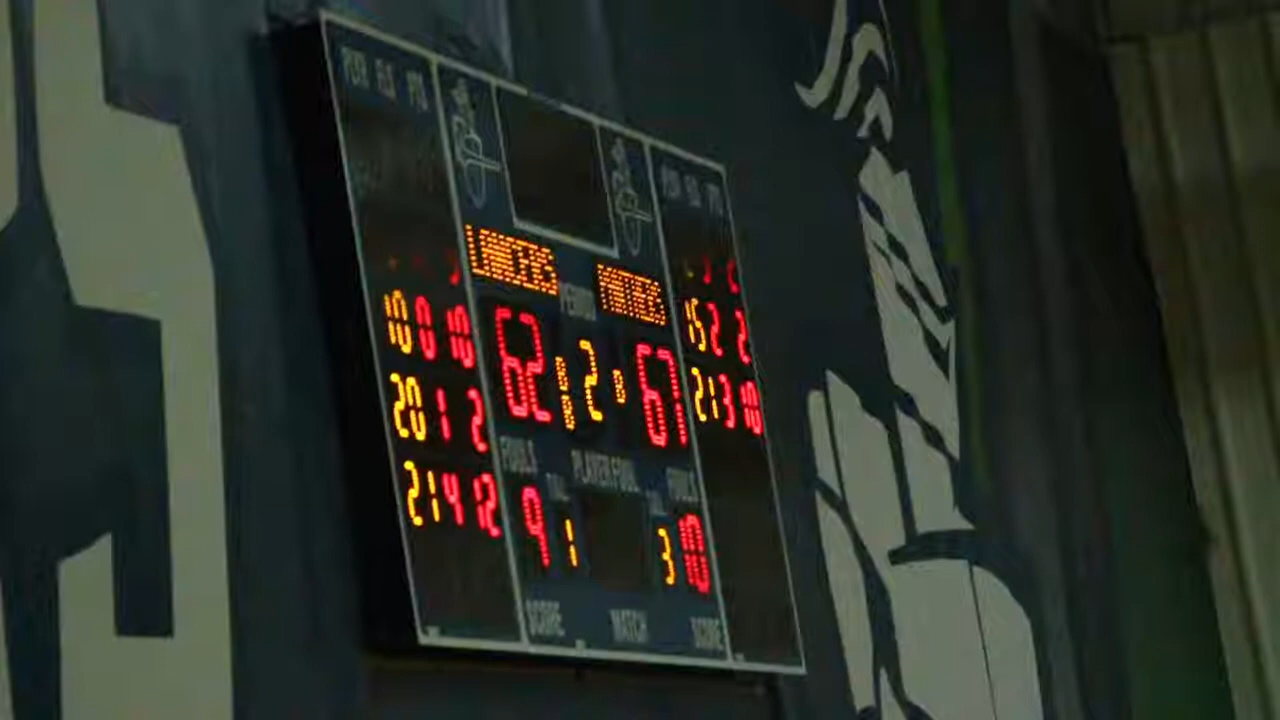 PLYR FLS PTS
PLYR FLS PTS
LANCERS PANTHERS
PERIOD
10 0 10
62
2
67
15 2 2
20 1 2
21 3 10
FOULS PLAYER FOUL FOULS
21 4 12
9 1
3 10
SCORE MATCH SCORE